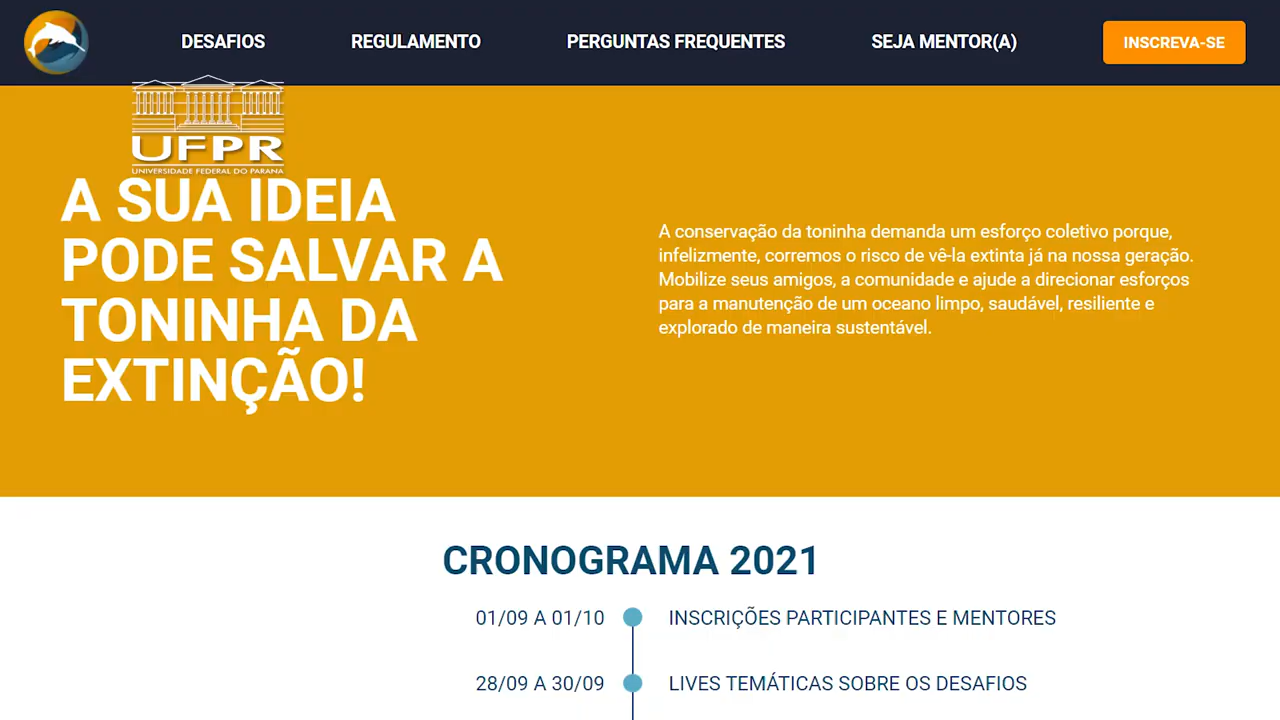 DESAFIOS
REGULAMENTO
PERGUNTAS FREQUENTES
SEJA MENTOR(A)
INSCREVA-SE
UFPR
UNIVERSIDADE FEDERAL DO PARANÁ
A SUA IDEIA
PODE SALVAR A
TONINHA DA
EXTINÇÃO!
A conservação da toninha demanda um esforço coletivo porque,
infelizmente, corremos o risco de vê-la extinta já na nossa geração.
Mobilize seus amigos, a comunidade e ajude a direcionar esforços
para a manutenção de um oceano limpo, saudável, resiliente e
explorado de maneira sustentável.
CRONOGRAMA 2021
01/09 A 01/10 INSCRIÇÕES PARTICIPANTES E MENTORES
28/09 A 30/09 LIVES TEMÁTICAS SOBRE OS DESAFIOS